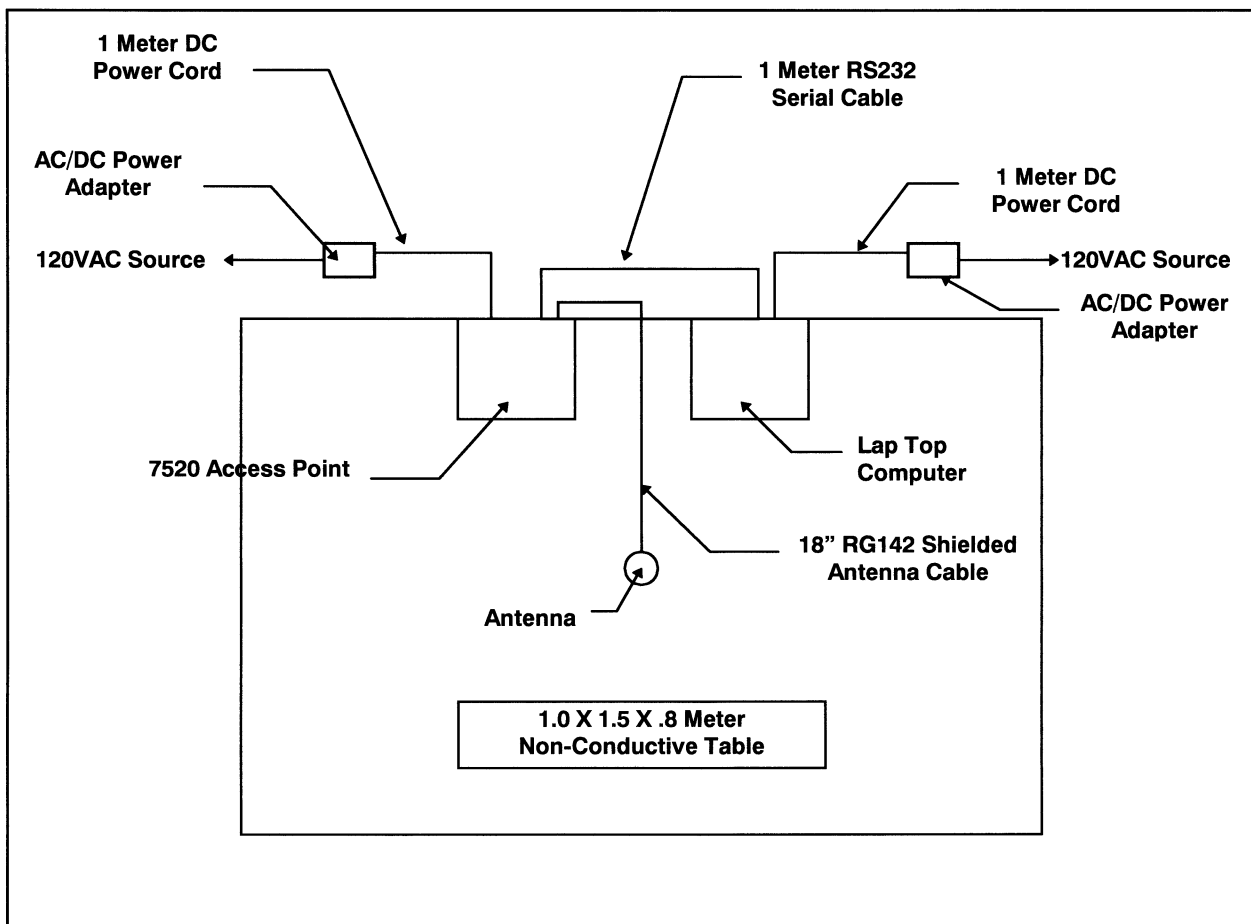 1 Meter DC
Power Cord
1 Meter RS232
Serial Cable
AC/DC Power
Adapter
1 Meter DC
Power Cord
120VAC Source
120VAC Source
AC/DC Power
Adapter
7520 Access Point
Lap Top
Computer
18” RG142 Shielded
Antenna Cable
Antenna
1.0 X 1.5 X .8 Meter
Non-Conductive Table